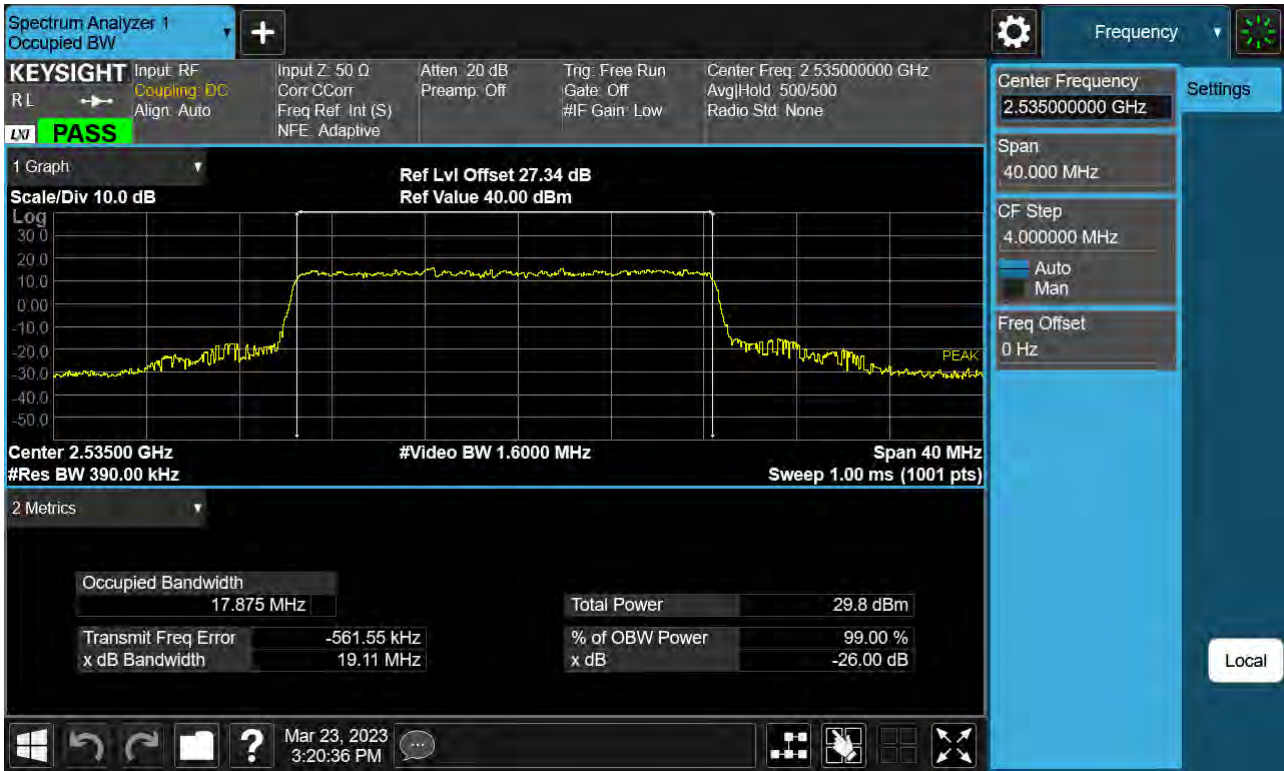 Spectrum Analyzer 1
Occupied BW
+
Frequency
KEYSIGHT
RL
LXI PASS
Input: RF
Coupling: DC
Align: Auto
Input Z: 50 Ω
Corr CCorr
Freq Ref: Int (S)
NFE: Adaptive
Atten: 20 dB
Preamp: Off
Trig: Free Run
Gate: Off
#IF Gain: Low
Center Freq: 2.535000000 GHz
Avg|Hold: 500/500
Radio Std: None
Center Frequency
2.535000000 GHz
Settings
Span
40.000 MHz
CF Step
4.000000 MHz
Auto
Man
Freq Offset
0 Hz
1 Graph
Ref Lvl Offset 27.34 dB
Scale/Div 10.0 dB
Ref Value 40.00 dBm
Log
30.0
20.0
10.0
0.00
-10.0
-20.0
-30.0
-40.0
-50.0
PEAK
Center 2.53500 GHz
#Video BW 1.6000 MHz
Span 40 MHz
#Res BW 390.00 kHz
Sweep 1.00 ms (1001 pts)
2 Metrics
Occupied Bandwidth
17.875 MHz
Total Power 29.8 dBm
Transmit Freq Error -561.55 kHz
% of OBW Power 99.00 %
x dB Bandwidth 19.11 MHz
x dB -26.00 dB
Local
?
Mar 23, 2023
3:20:36 PM